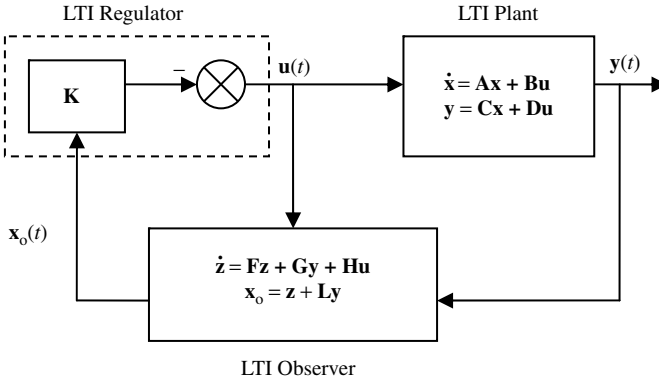 LTI Regulator
LTI Plant
K
−
u(t)
ẋ = Ax + Bu
y = Cx + Du
y(t)
xₒ(t)
ż = Fz + Gy + Hu
xₒ = z + Ly
LTI Observer